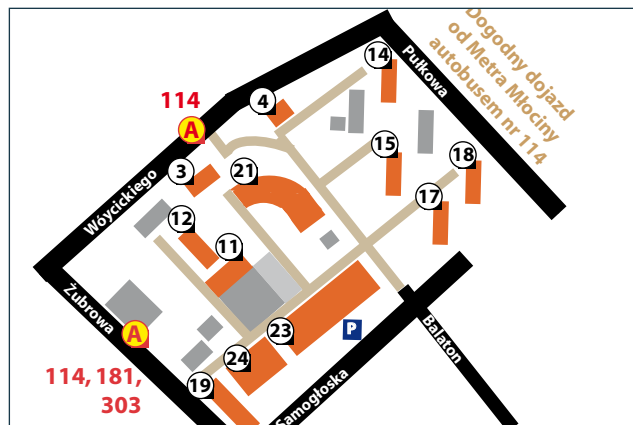 Dogodny dojazd
od Metra Młociny
autobusem nr 114
Pułkowa
14
114
A
4
15
18
3
21
17
Wóycickiego
12
11
Żubrowa
A
23
P
Balaton
24
114, 181,
303
19
Samogłoska